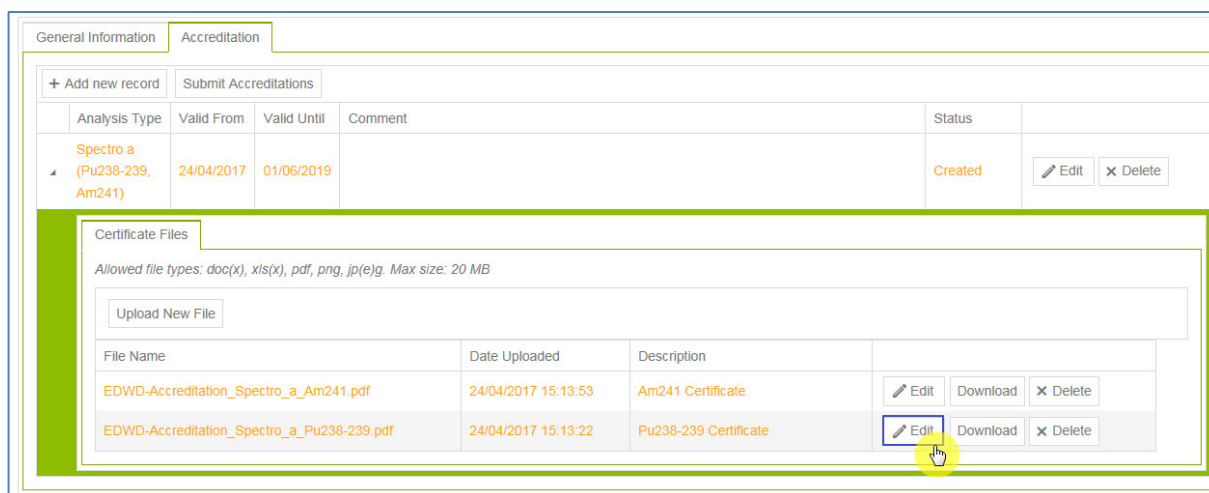 General Information Accreditation
+ Add new record Submit Accreditations
Analysis Type Valid From Valid Until Comment Status
Spectro a
(Pu238-239, 24/04/2017 01/06/2019 Created Edit × Delete
Am241)
Certificate Files
Allowed file types: doc(x), xls(x), pdf, png, jp(e)g. Max size: 20 MB
Upload New File
File Name Date Uploaded Description
EDWD-Accreditation_Spectro_a_Am241.pdf 24/04/2017 15:13:53 Am241 Certificate Edit Download × Delete
EDWD-Accreditation_Spectro_a_Pu238-239.pdf 24/04/2017 15:13:22 Pu238-239 Certificate Edit Download × Delete